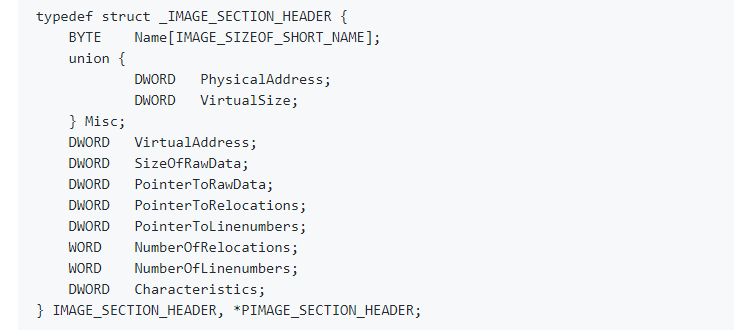 typedef struct _IMAGE_SECTION_HEADER {
BYTE Name[IMAGE_SIZEOF_SHORT_NAME];
union {
DWORD PhysicalAddress;
DWORD VirtualSize;
} Misc;
DWORD VirtualAddress;
DWORD SizeOfRawData;
DWORD PointerToRawData;
DWORD PointerToRelocations;
DWORD PointerToLinenumbers;
WORD NumberOfRelocations;
WORD NumberOfLinenumbers;
DWORD Characteristics;
} IMAGE_SECTION_HEADER, *PIMAGE_SECTION_HEADER;